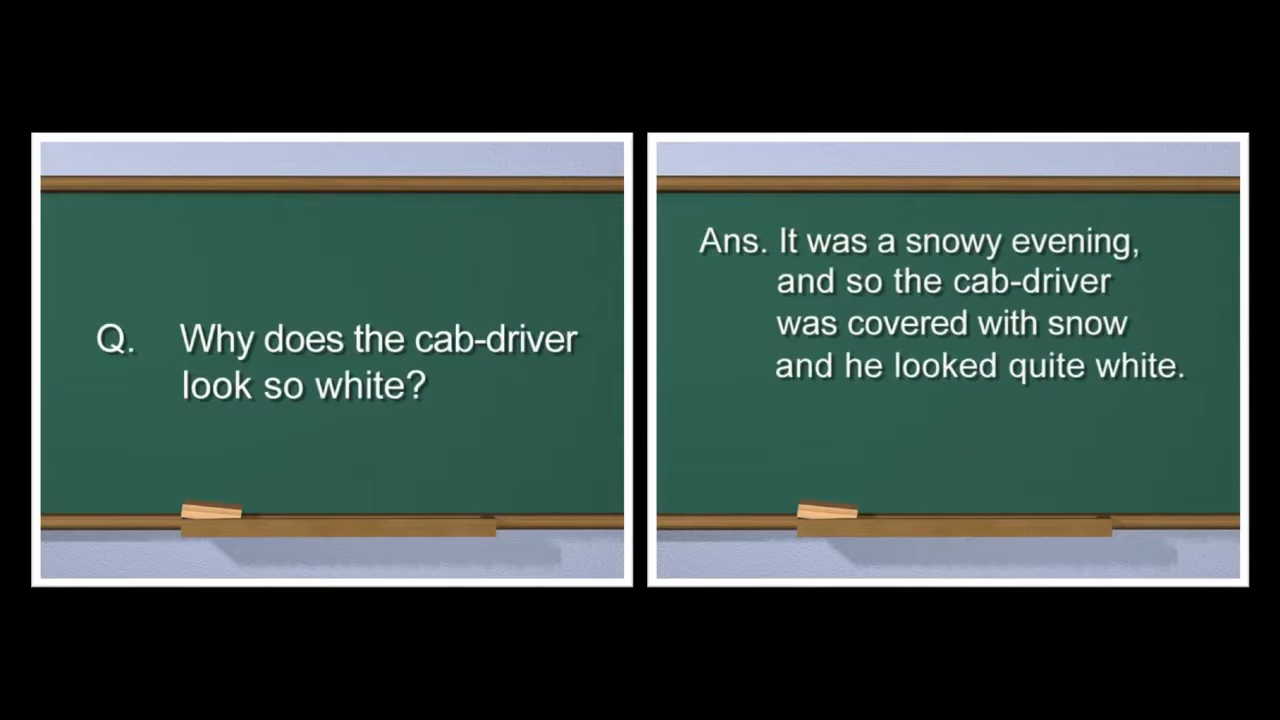 Q. Why does the cab-driver
look so white?
Ans. It was a snowy evening,
and so the cab-driver
was covered with snow
and he looked quite white.